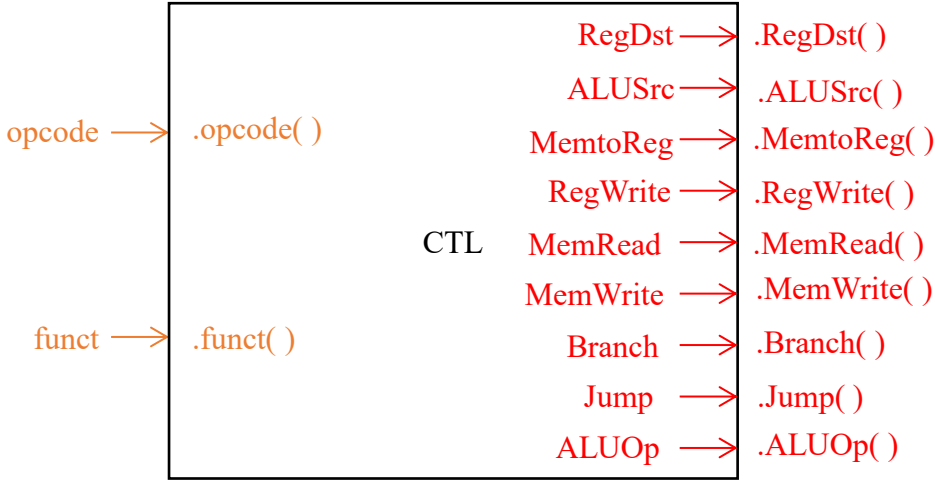 RegDst .RegDst( )
ALUSrc .ALUSrc( )
opcode .opcode( )
MemtoReg .MemtoReg( )
RegWrite .RegWrite( )
CTL
MemRead .MemRead( )
MemWrite .MemWrite( )
funct .funct( )
Branch .Branch( )
Jump .Jump( )
ALUOp .ALUOp( )